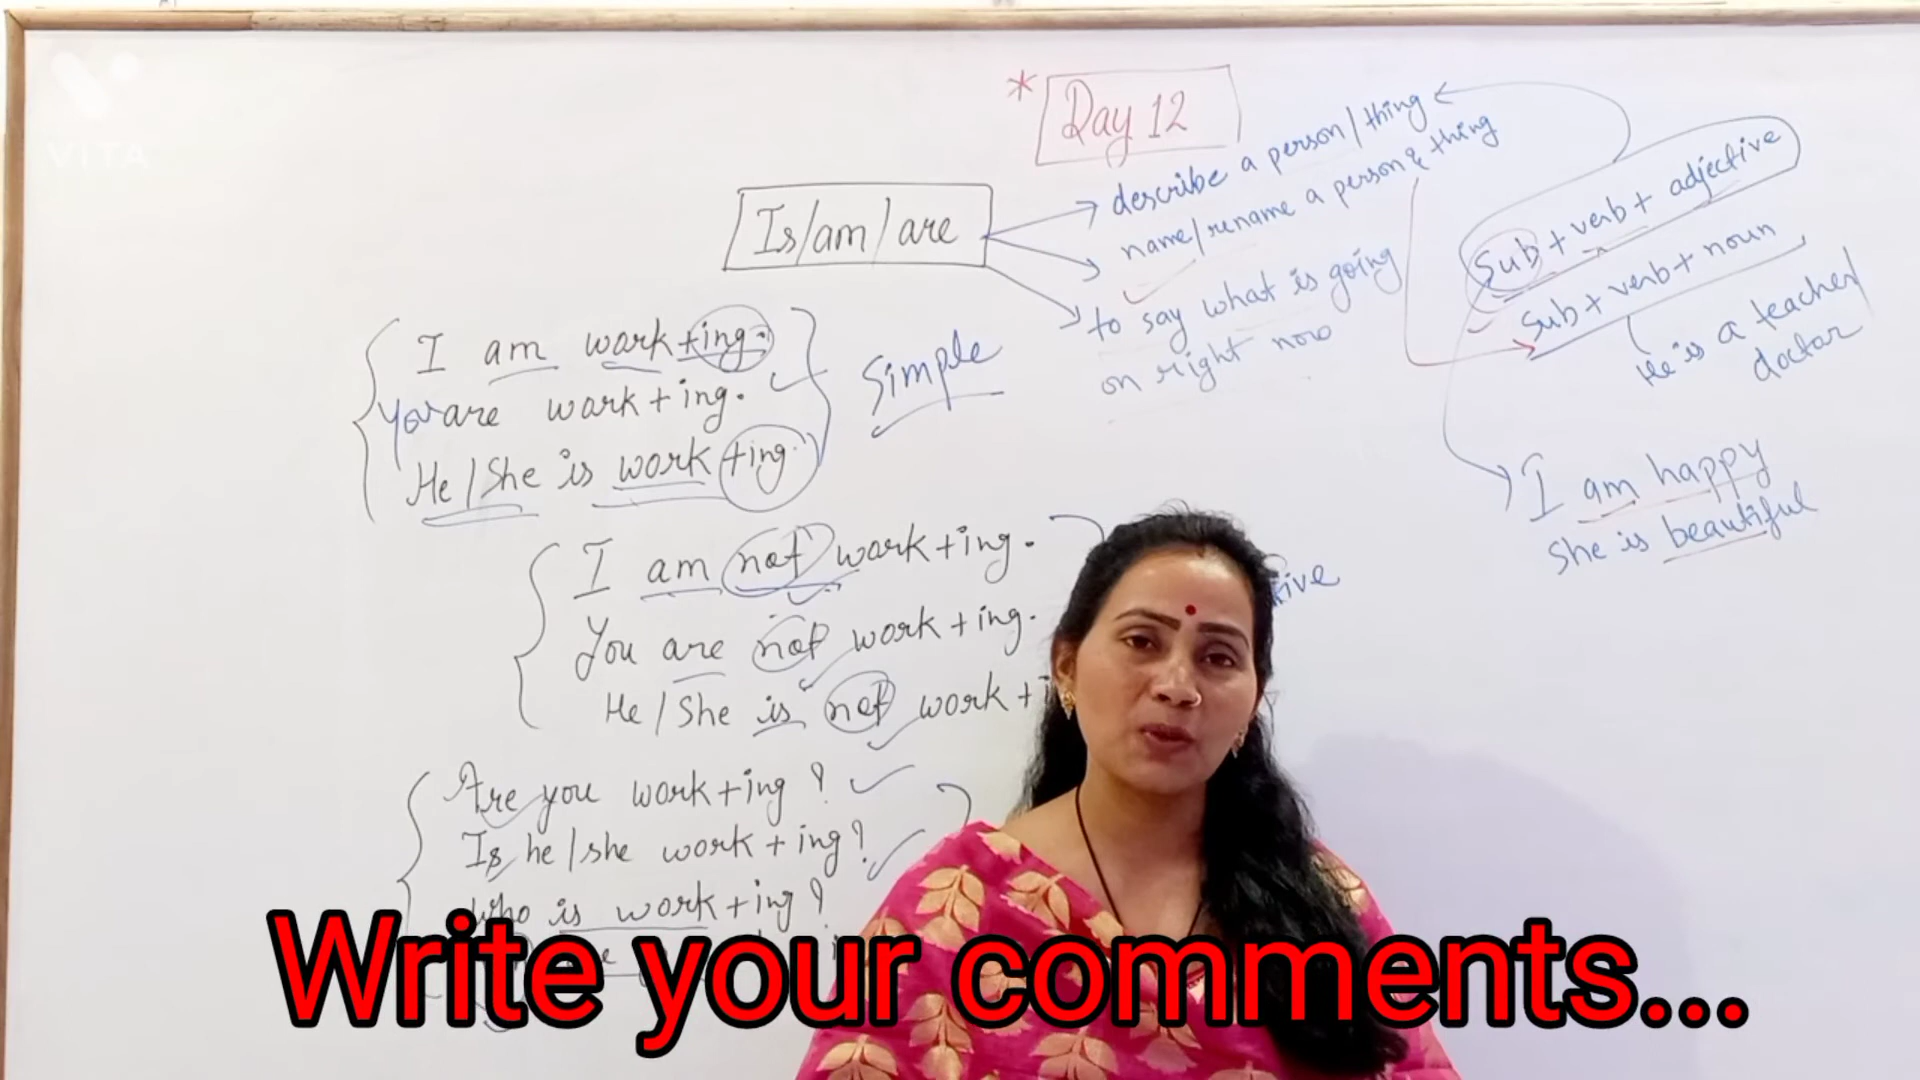 VITA
* Day 12
Is/am/are
describe a person/thing
name/rename a person & thing
to say what is going
on right now
Sub + verb + adjective
Sub + verb + noun
He is a teacher
doctor
I am happy
She is beautiful
I am work+ing.
You are work+ing.
He/She is work+ing.
Simple
I am not work+ing.
You are not work+ing.
He/She is not work+i
tive
Are you work+ing?
Is he/she work+ing?
Who is work+ing?
Write your comments...